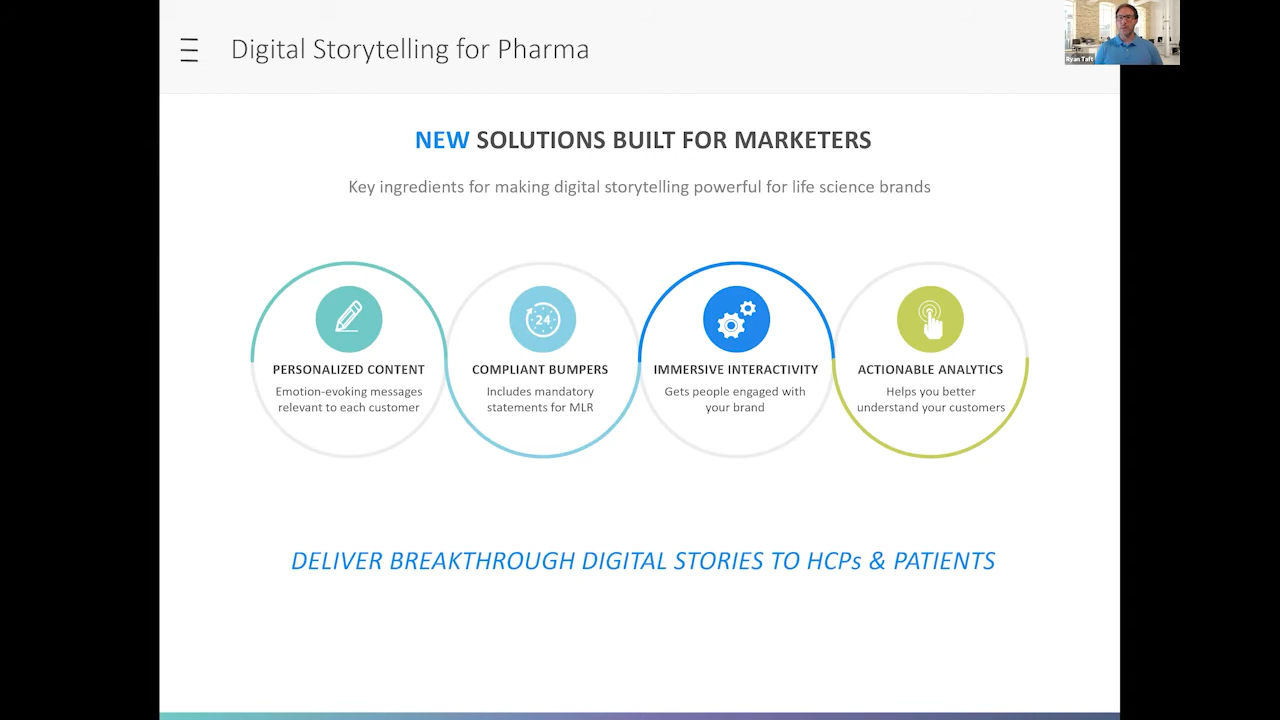 Digital Storytelling for Pharma
Ryan Taft
NEW SOLUTIONS BUILT FOR MARKETERS
Key ingredients for making digital storytelling powerful for life science brands
24
PERSONALIZED CONTENT
Emotion-evoking messages
relevant to each customer
COMPLIANT BUMPERS
Includes mandatory
statements for MLR
IMMERSIVE INTERACTIVITY
Gets people engaged with
your brand
ACTIONABLE ANALYTICS
Helps you better
understand your customers
DELIVER BREAKTHROUGH DIGITAL STORIES TO HCPs & PATIENTS